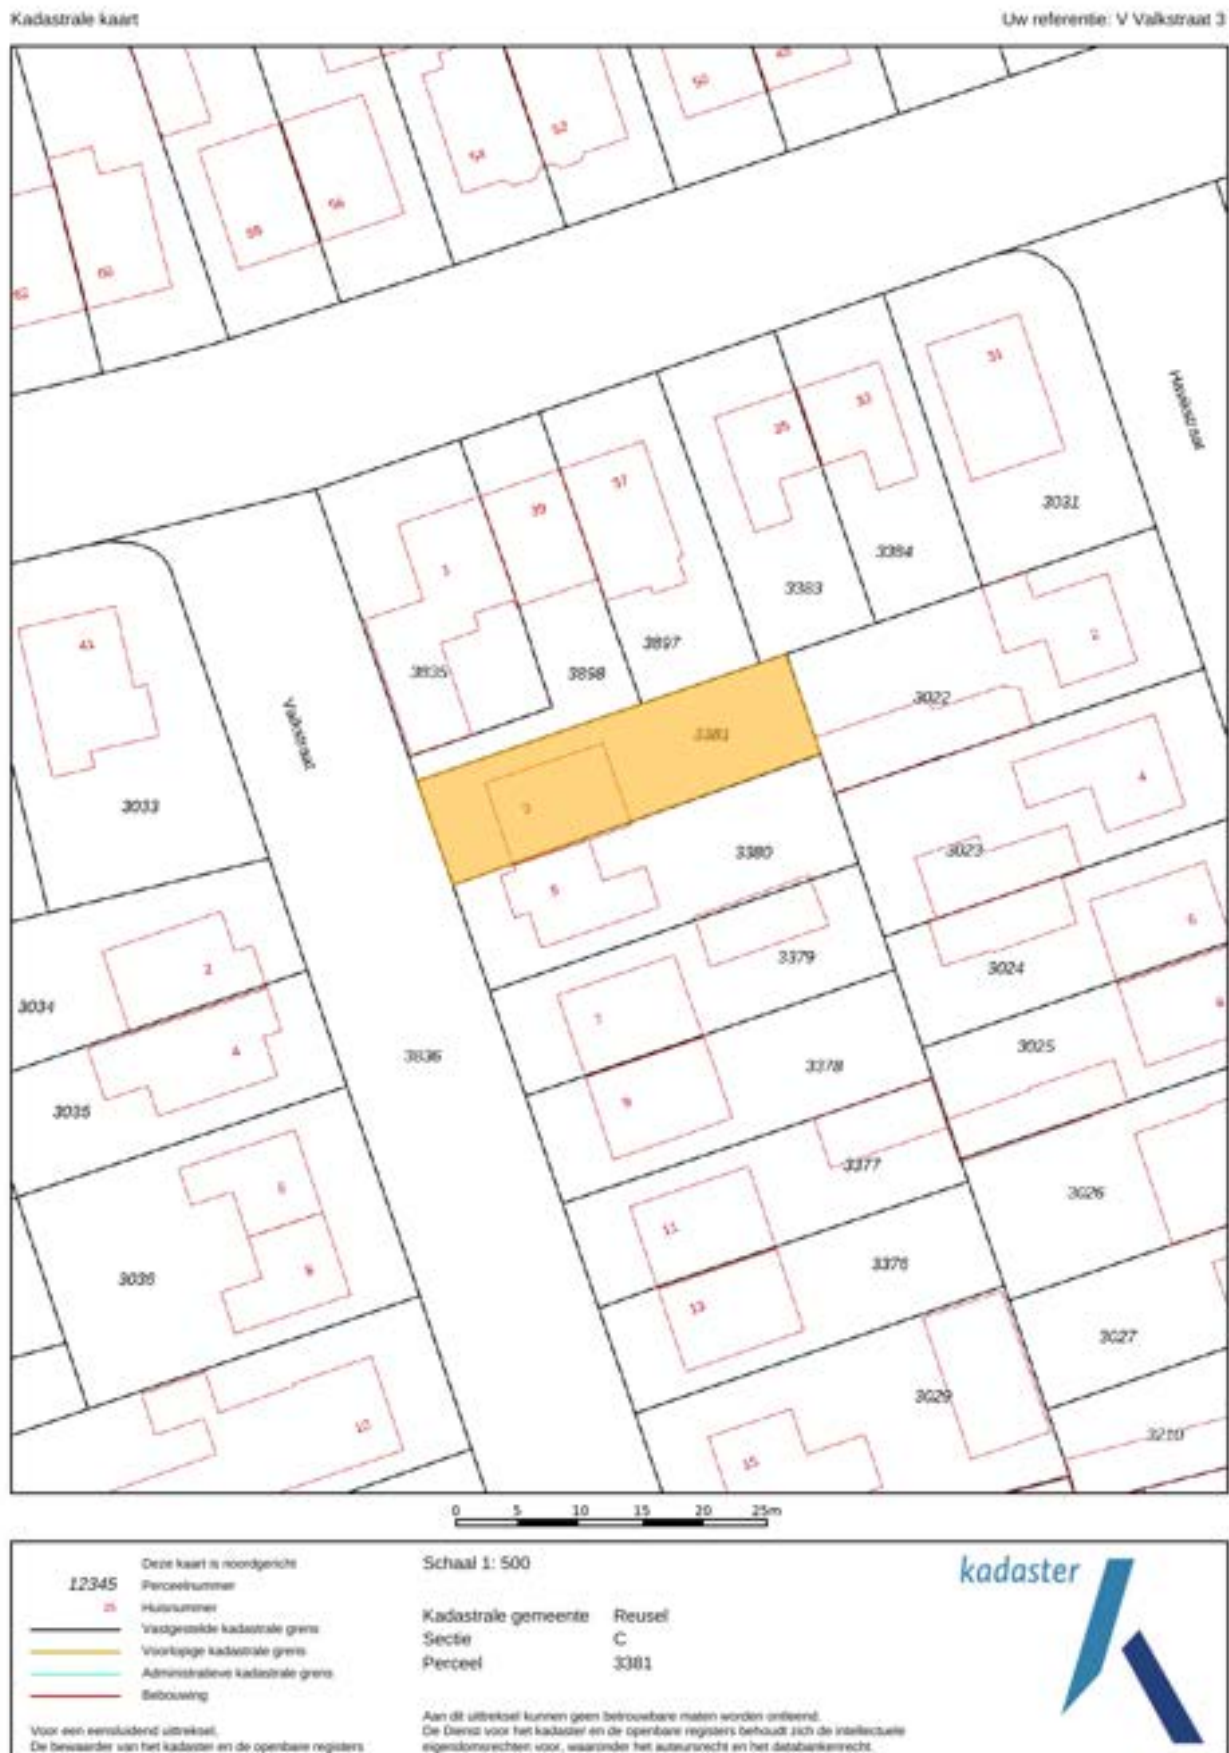 Kadastrale kaart
Uw referentie: V Valkstraat 3
50
54
52
56
58
60
62
31
35
37
39
1
3031
3384
3383
3897
3898
3835
41
Valkstraat
3033
3381
3
3022
2
4
3023
3380
5
6
3024
3379
2
3034
7
3025
3836
3378
4
3035
9
3377
3026
6
11
3376
3036
8
13
3027
3029
10
15
3210
0 5 10 15 20 25m
Deze kaart is noordgericht
12345 Perceelnummer
25 Huisnummer
Vastgestelde kadastrale grens
Voorlopige kadastrale grens
Administratieve kadastrale grens
Bebouwing
Voor een eensluidend uittreksel,
De bewaarder van het kadaster en de openbare registers
Schaal 1: 500
Kadastrale gemeente Reusel
Sectie C
Perceel 3381
Aan dit uittreksel kunnen geen betrouwbare maten worden ontleend.
De Dienst voor het kadaster en de openbare registers behoudt zich de intellectuele
eigendomsrechten voor, waaronder het auteursrecht en het databankenrecht.
kadaster